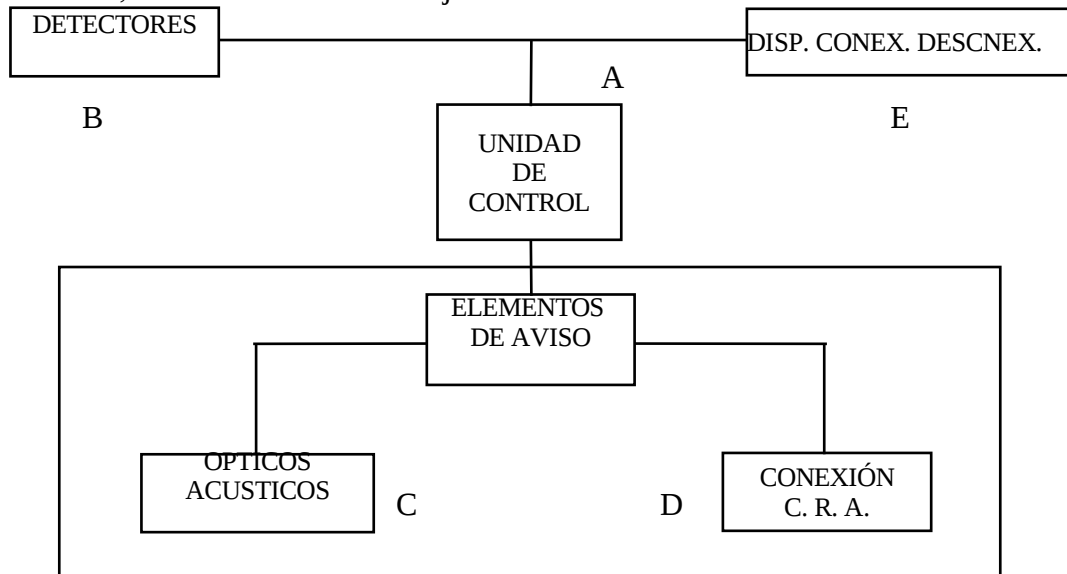 DETECTORES
DISP. CONEX. DESCNEX.
A
B
E
UNIDAD
DE
CONTROL
ELEMENTOS
DE AVISO
OPTICOS
ACUSTICOS
C
D
CONEXIÓN
C. R. A.